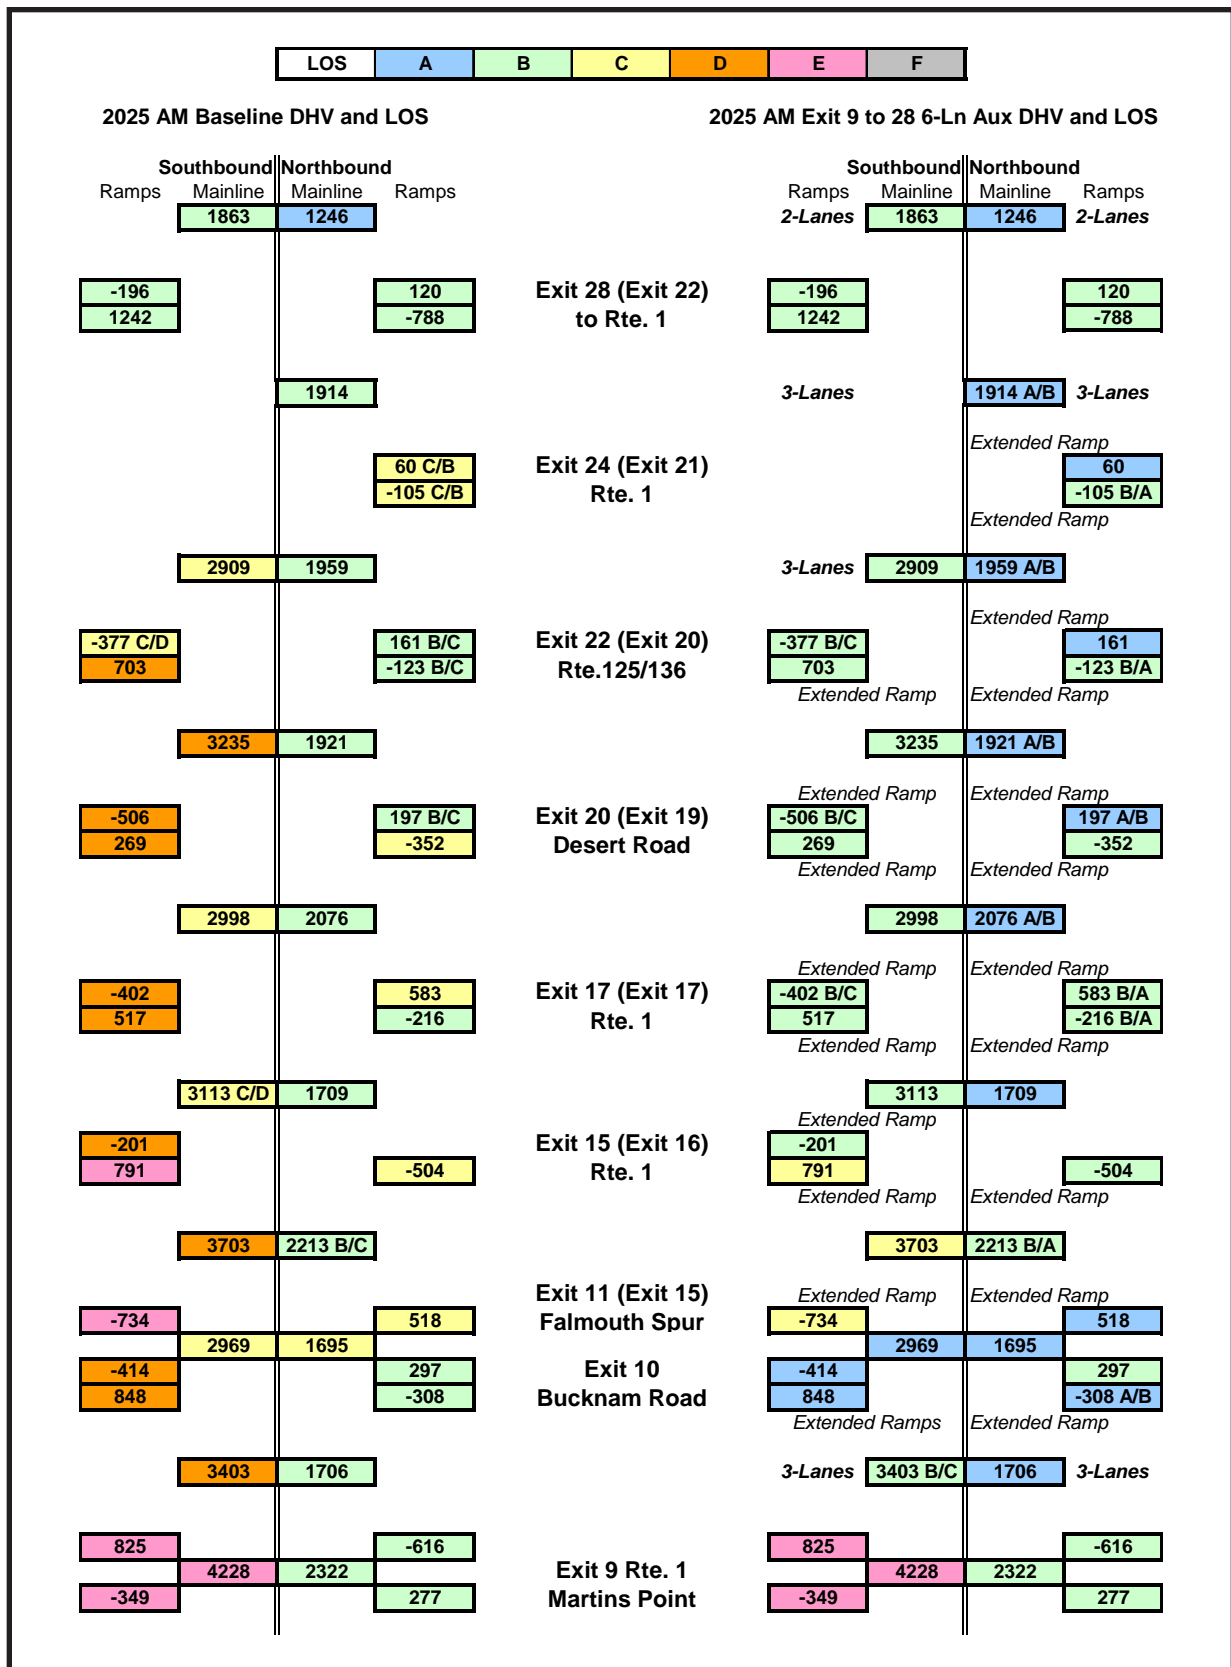 LOS A B C D E F
2025 AM Baseline DHV and LOS 2025 AM Exit 9 to 28 6-Ln Aux DHV and LOS
Southbound Northbound Southbound Northbound
Ramps Mainline Mainline Ramps Ramps Mainline Mainline Ramps
1863 1246 2-Lanes 1863 1246 2-Lanes
-196 120 Exit 28 (Exit 22) -196 120
1242 -788 to Rte. 1 1242 -788
1914 3-Lanes 1914 A/B 3-Lanes
Extended Ramp
60 C/B Exit 24 (Exit 21) 60
-105 C/B Rte. 1 -105 B/A
Extended Ramp
2909 1959 3-Lanes 2909 1959 A/B
Extended Ramp
-377 C/D 161 B/C Exit 22 (Exit 20) -377 B/C 161
703 -123 B/C Rte.125/136 703 -123 B/A
Extended Ramp Extended Ramp
3235 1921 3235 1921 A/B
Extended Ramp Extended Ramp
-506 197 B/C Exit 20 (Exit 19) -506 B/C 197 A/B
269 -352 Desert Road 269 -352
Extended Ramp Extended Ramp
2998 2076 2998 2076 A/B
Extended Ramp Extended Ramp
-402 583 Exit 17 (Exit 17) -402 B/C 583 B/A
517 -216 Rte. 1 517 -216 B/A
Extended Ramp Extended Ramp
3113 C/D 1709 3113 1709
Extended Ramp
-201 Exit 15 (Exit 16) -201
791 -504 Rte. 1 791 -504
Extended Ramp Extended Ramp
3703 2213 B/C 3703 2213 B/A
Exit 11 (Exit 15) Extended Ramp Extended Ramp
-734 518 Falmouth Spur -734 518
2969 1695 2969 1695
-414 297 Exit 10 -414 297
848 -308 Bucknam Road 848 -308 A/B
Extended Ramps Extended Ramp
3403 1706 3-Lanes 3403 B/C 1706 3-Lanes
825 -616 825 -616
4228 2322 Exit 9 Rte. 1 4228 2322
-349 277 Martins Point -349 277